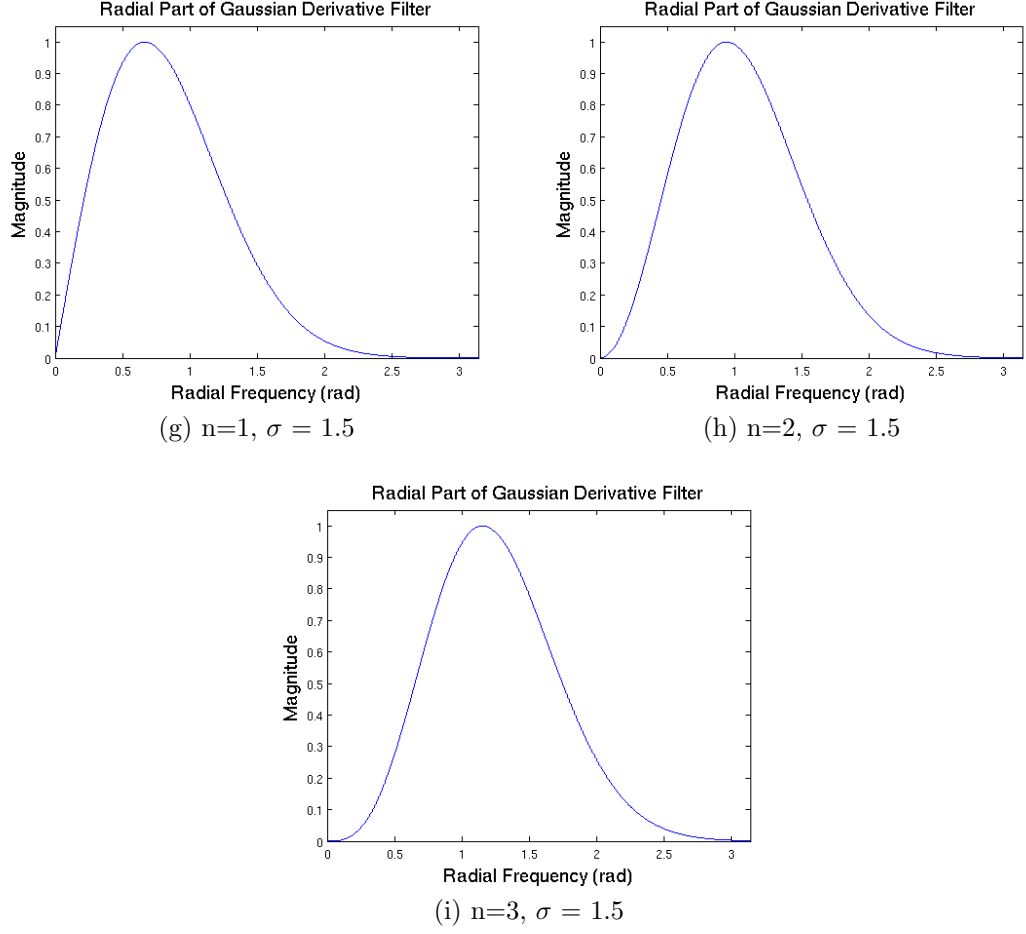 Radial Part of Gaussian Derivative Filter
1
0.9
0.8
0.7
0.6
0.5
0.4
0.3
0.2
0.1
0
Magnitude
0 0.5 1 1.5 2 2.5 3
Radial Frequency (rad)
(g) n=1, σ = 1.5
Radial Part of Gaussian Derivative Filter
1
0.9
0.8
0.7
0.6
0.5
0.4
0.3
0.2
0.1
0
Magnitude
0 0.5 1 1.5 2 2.5 3
Radial Frequency (rad)
(h) n=2, σ = 1.5
Radial Part of Gaussian Derivative Filter
1
0.9
0.8
0.7
0.6
0.5
0.4
0.3
0.2
0.1
0
Magnitude
0 0.5 1 1.5 2 2.5 3
Radial Frequency (rad)
(i) n=3, σ = 1.5